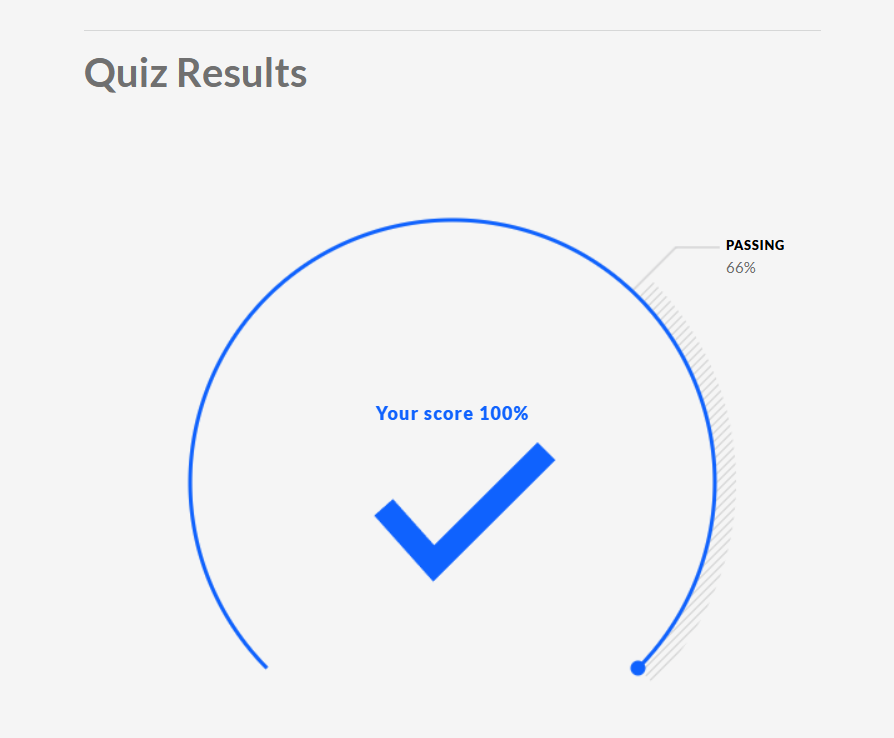 Quiz Results
PASSING
66%
Your score 100%